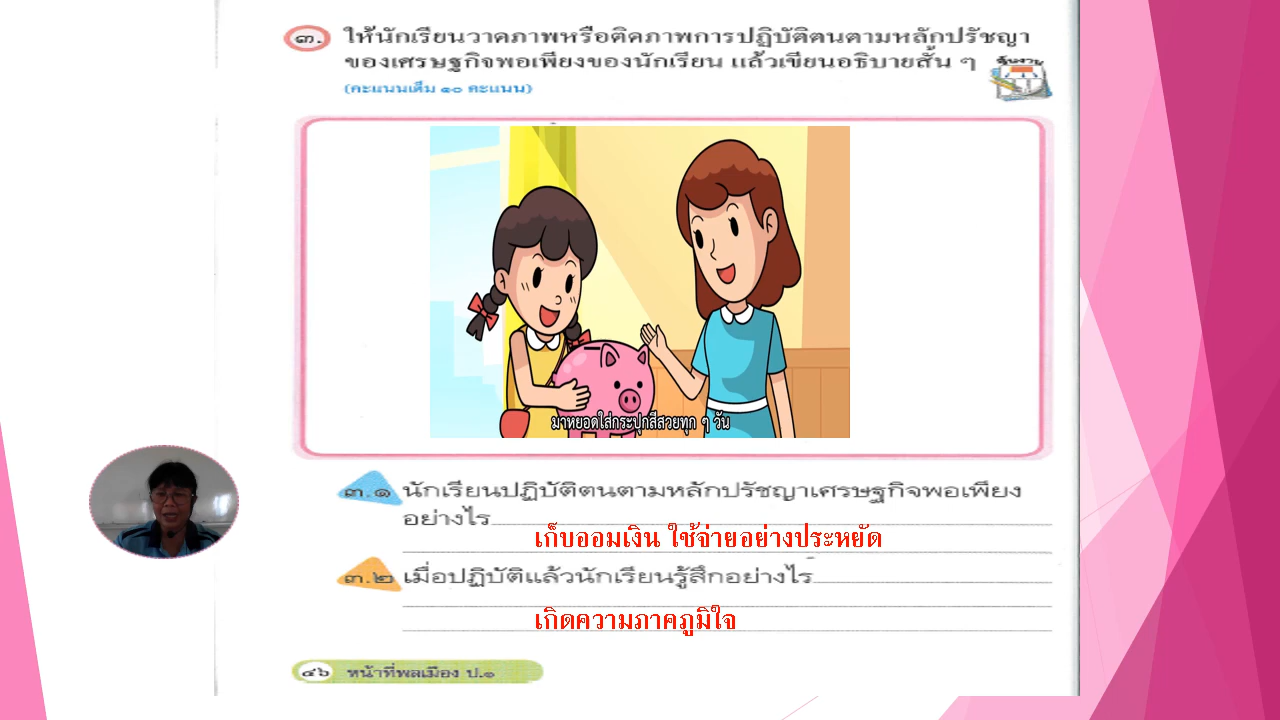 ๓. ให้นักเรียนวาดภาพหรือติดภาพการปฏิบัติตนตามหลักปรัชญา
ของเศรษฐกิจพอเพียงของนักเรียน แล้วเขียนอธิบายสั้น ๆ
ชิ้นงาน
(คะแนนเต็ม ๑๐ คะแนน)
มาหยอดใส่กระปุกสีสวยทุก ๆ วัน
๓.๑ นักเรียนปฏิบัติตนตามหลักปรัชญาเศรษฐกิจพอเพียง
อย่างไร
เก็บออมเงิน ใช้จ่ายอย่างประหยัด
๓.๒ เมื่อปฏิบัติแล้วนักเรียนรู้สึกอย่างไร
เกิดความภาคภูมิใจ
๔๖ หน้าที่พลเมือง ป.๑